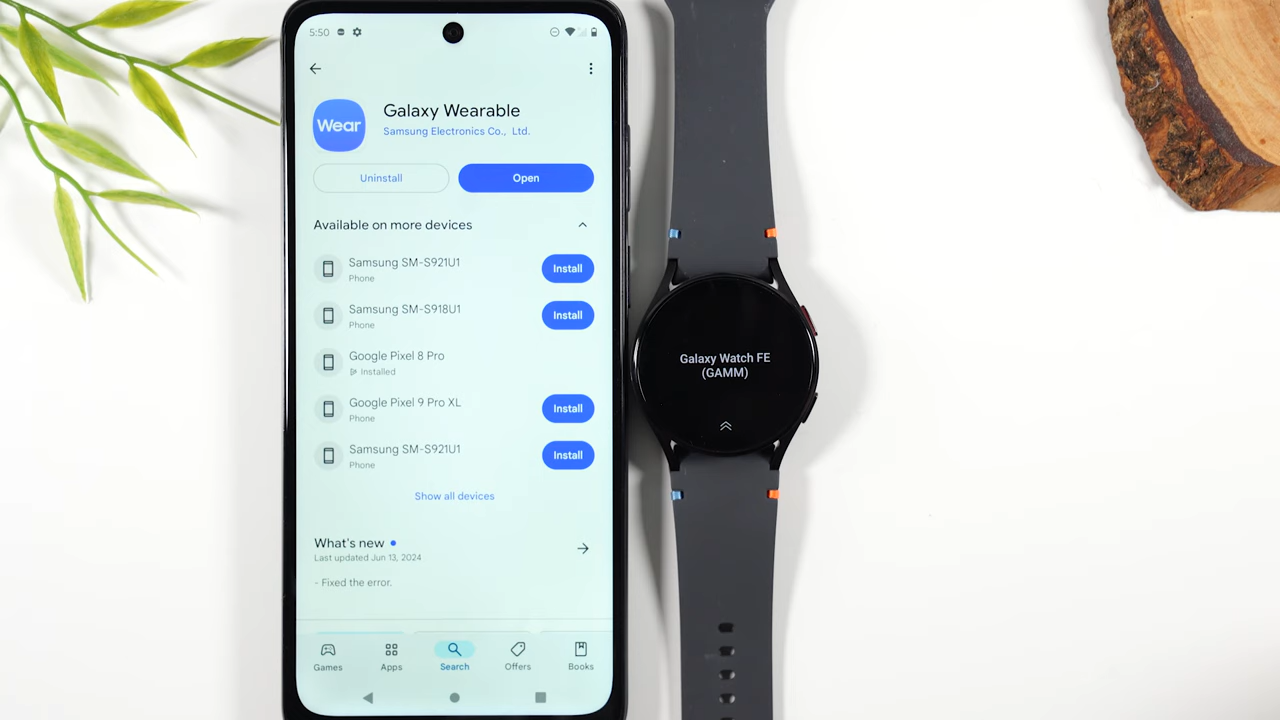 5:50
Wear
Galaxy Wearable
Samsung Electronics Co., Ltd.
Uninstall
Open
Available on more devices
Samsung SM-S921U1
Phone
Install
Samsung SM-S918U1
Phone
Install
Google Pixel 8 Pro
Installed
Google Pixel 9 Pro XL
Phone
Install
Samsung SM-S921U1
Phone
Install
Show all devices
What's new
Last updated Jun 13, 2024
- Fixed the error.
Games
Apps
Search
Offers
Books
Galaxy Watch FE
(GAMM)